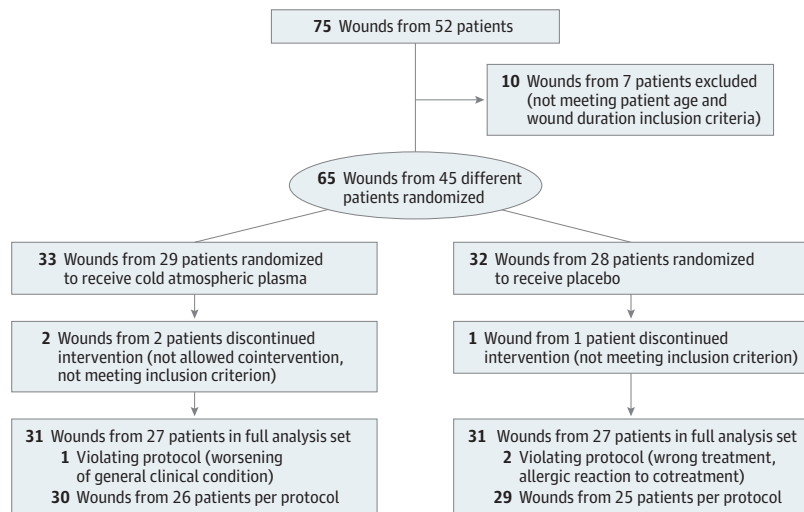 75 Wounds from 52 patients
10 Wounds from 7 patients excluded
(not meeting patient age and
wound duration inclusion criteria)
65 Wounds from 45 different
patients randomized
33 Wounds from 29 patients randomized
to receive cold atmospheric plasma
32 Wounds from 28 patients randomized
to receive placebo
2 Wounds from 2 patients discontinued
intervention (not allowed cointervention,
not meeting inclusion criterion)
1 Wound from 1 patient discontinued
intervention (not meeting inclusion criterion)
31 Wounds from 27 patients in full analysis set
1 Violating protocol (worsening
of general clinical condition)
30 Wounds from 26 patients per protocol
31 Wounds from 27 patients in full analysis set
2 Violating protocol (wrong treatment,
allergic reaction to cotreatment)
29 Wounds from 25 patients per protocol